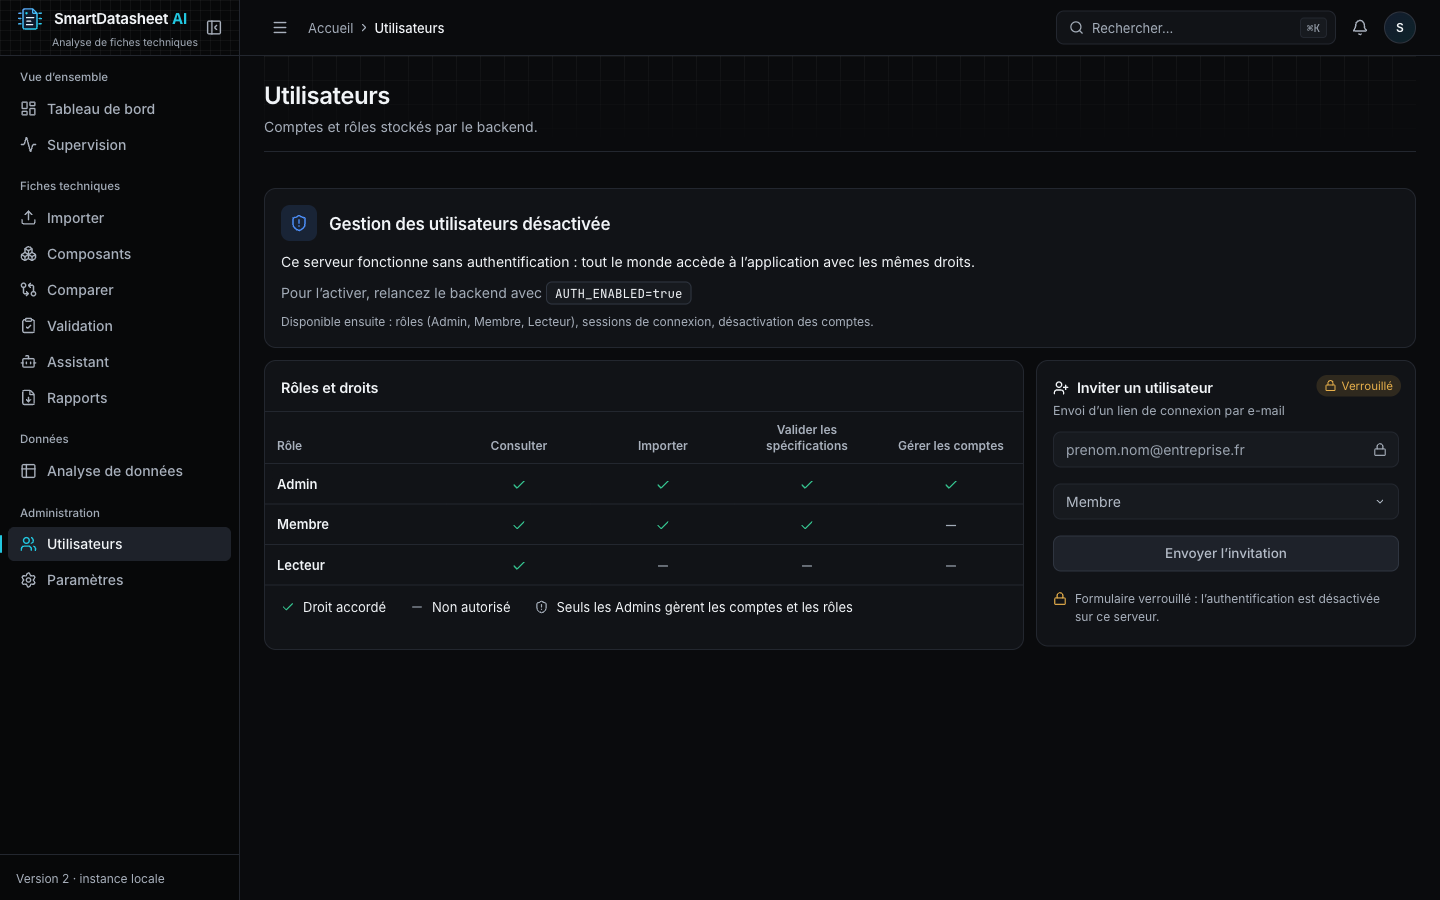 SmartDatasheet AI
Analyse de fiches techniques
Vue d’ensemble
Tableau de bord
Supervision
Fiches techniques
Importer
Composants
Comparer
Validation
Assistant
Rapports
Données
Analyse de données
Administration
Utilisateurs
Paramètres
Version 2 · instance locale
Accueil > Utilisateurs
Rechercher... ⌘K
S
Utilisateurs
Comptes et rôles stockés par le backend.
Gestion des utilisateurs désactivée
Ce serveur fonctionne sans authentification : tout le monde accède à l’application avec les mêmes droits.
Pour l’activer, relancez le backend avec AUTH_ENABLED=true
Disponible ensuite : rôles (Admin, Membre, Lecteur), sessions de connexion, désactivation des comptes.
Rôles et droits
Rôle Consulter Importer Valider les spécifications Gérer les comptes
Admin ✓ ✓ ✓ ✓
Membre ✓ ✓ ✓ —
Lecteur ✓ — — —
✓ Droit accordé — Non autorisé Seuls les Admins gèrent les comptes et les rôles
Inviter un utilisateur Verrouillé
Envoi d’un lien de connexion par e-mail
prenom.nom@entreprise.fr
Membre
Envoyer l’invitation
Formulaire verrouillé : l’authentification est désactivée
sur ce serveur.